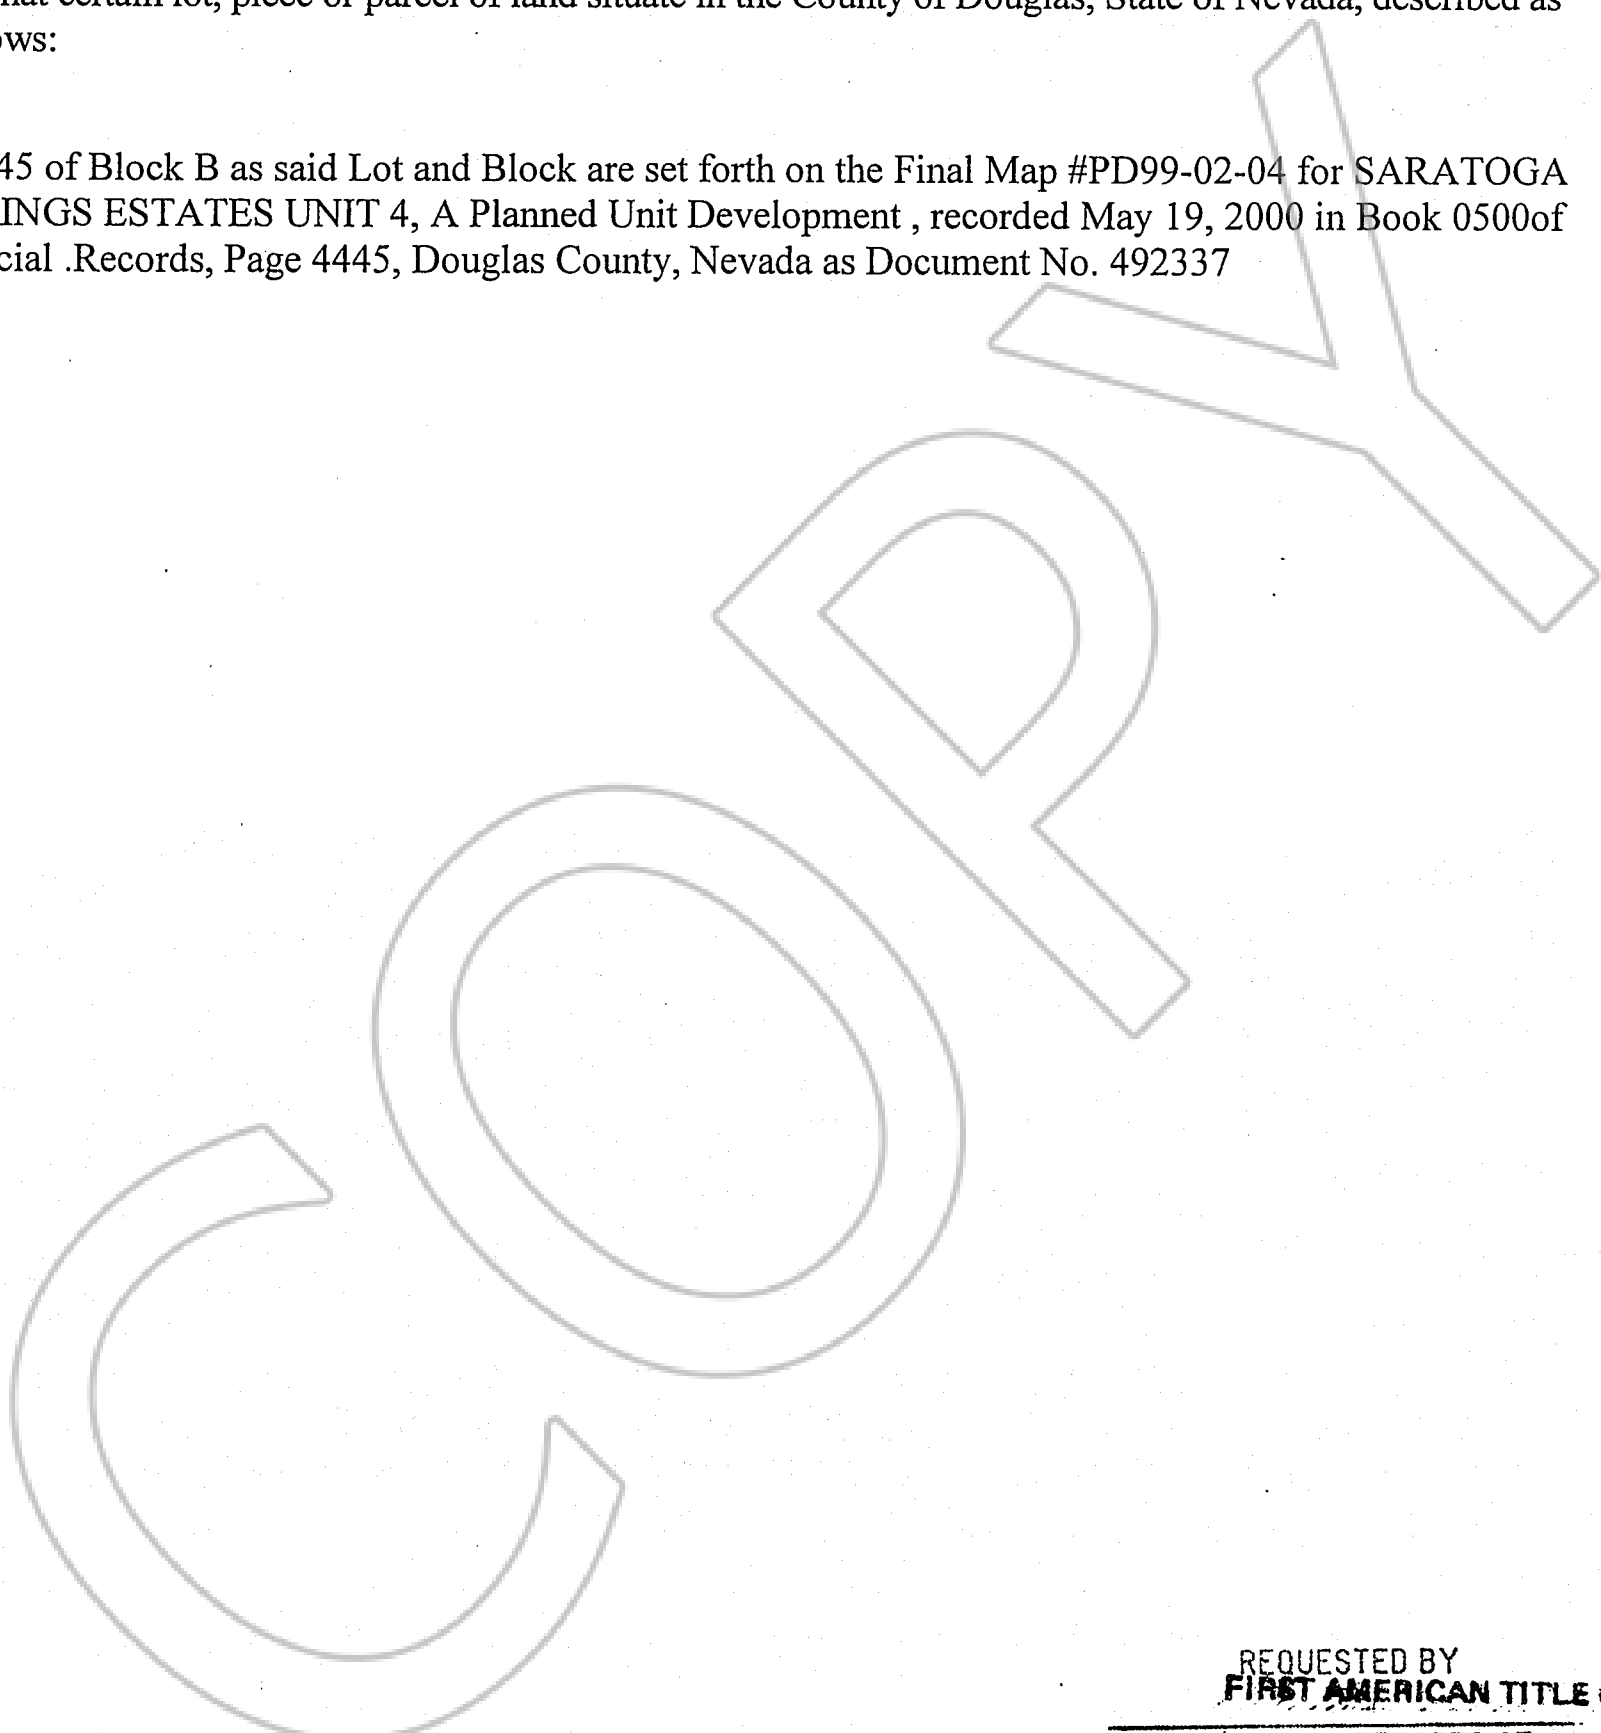 hat certain lot, piece or parcel of land situate in the County of Douglas, State of Nevada, described as
ows:
45 of Block B as said Lot and Block are set forth on the Final Map #PD99-02-04 for SARATOGA
INGS ESTATES UNIT 4, A Planned Unit Development , recorded May 19, 2000 in Book 0500of
cial .Records, Page 4445, Douglas County, Nevada as Document No. 492337
COPY
REQUESTED BY
FIRST AMERICAN TITLE